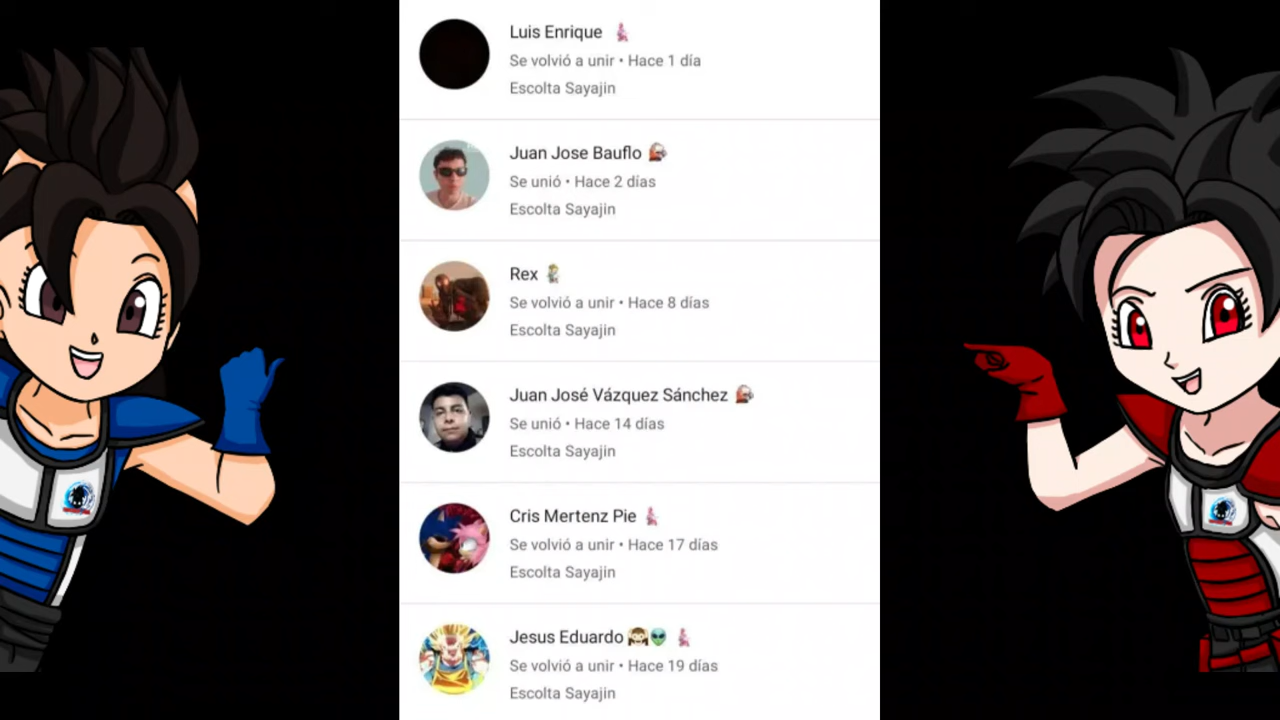 Luis Enrique
Se volvió a unir • Hace 1 día
Escolta Sayajin
Juan Jose Bauflo
Se unió • Hace 2 días
Escolta Sayajin
Rex
Se volvió a unir • Hace 8 días
Escolta Sayajin
Juan José Vázquez Sánchez
Se unió • Hace 14 días
Escolta Sayajin
Cris Mertenz Pie
Se volvió a unir • Hace 17 días
Escolta Sayajin
Jesus Eduardo 🙊👽
Se volvió a unir • Hace 19 días
Escolta Sayajin